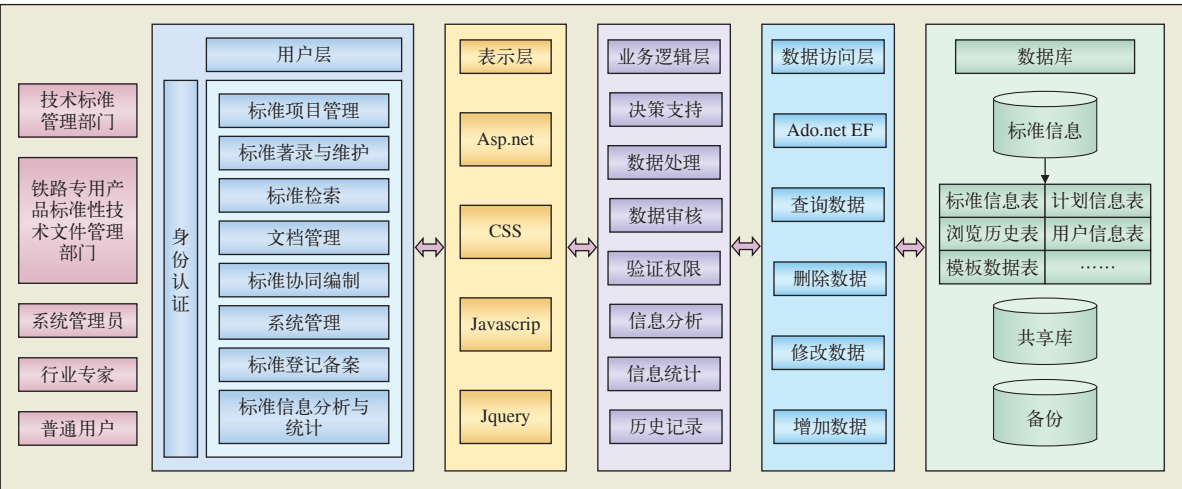 技术标准
管理部门
铁路专用产
品标准性技
术文件管理
部门
系统管理员
行业专家
普通用户
身
份
认
证
用户层
标准项目管理
标准著录与维护
标准检索
文档管理
标准协同编制
系统管理
标准登记备案
标准信息分析与
统计
表示层
Asp.net
CSS
Javascrip
Jquery
业务逻辑层
决策支持
数据处理
数据审核
验证权限
信息分析
信息统计
历史记录
数据访问层
Ado.net EF
查询数据
删除数据
修改数据
增加数据
数据库
标准信息
标准信息表 计划信息表
浏览历史表 用户信息表
模板数据表 ……
共享库
备份